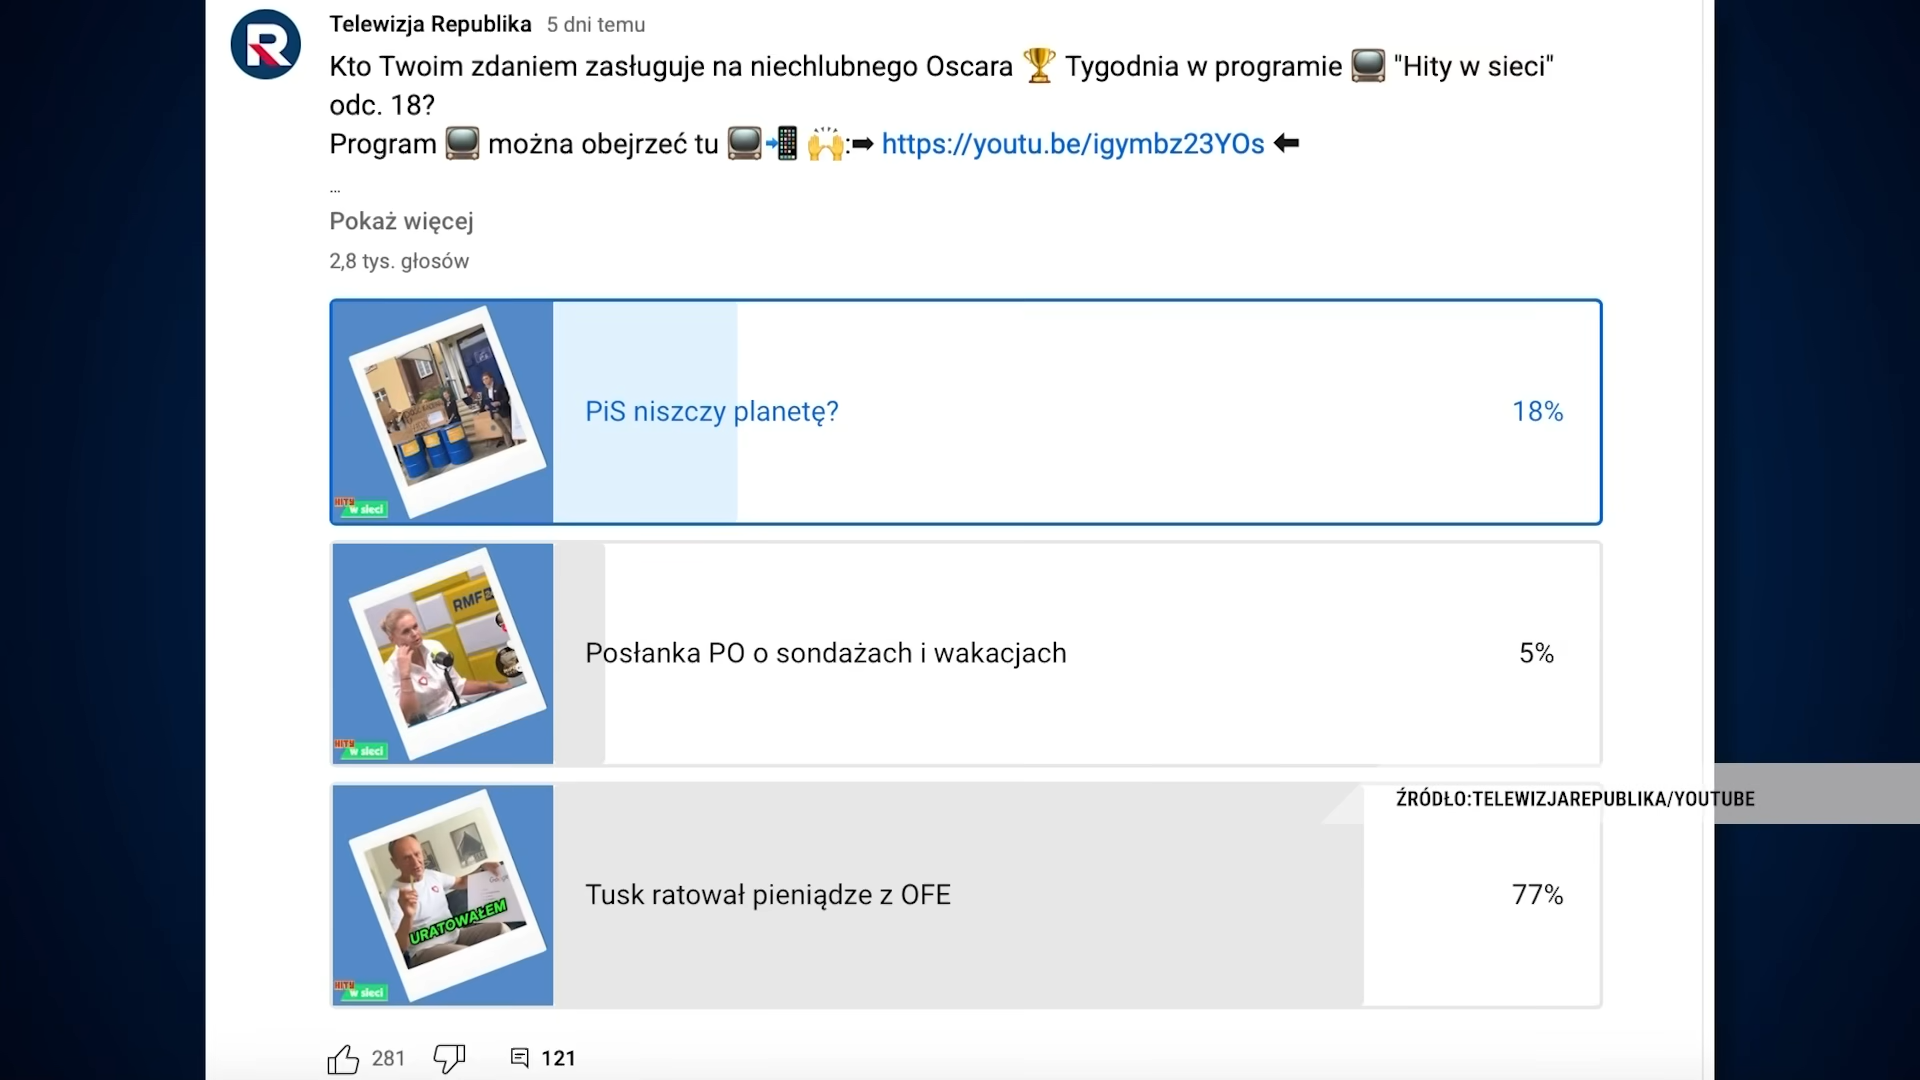 Telewizja Republika 5 dni temu
Kto Twoim zdaniem zasługuje na niechlubnego Oscara 🏆 Tygodnia w programie 📺 "Hity w sieci"
odc. 18?
Program 📺 można obejrzeć tu 📺📲 🙌:➡ https://youtu.be/igymbz23YOs ⬅
...
Pokaż więcej
2,8 tys. głosów
PiS niszczy planetę?
18%
HITY
w sieci
RMF
Posłanka PO o sondażach i wakacjach
5%
HITY
w sieci
ŹRÓDŁO:TELEWIZJAREPUBLIKA/YOUTUBE
URATOWAŁEM
Tusk ratował pieniądze z OFE
77%
HITY
w sieci
281
121